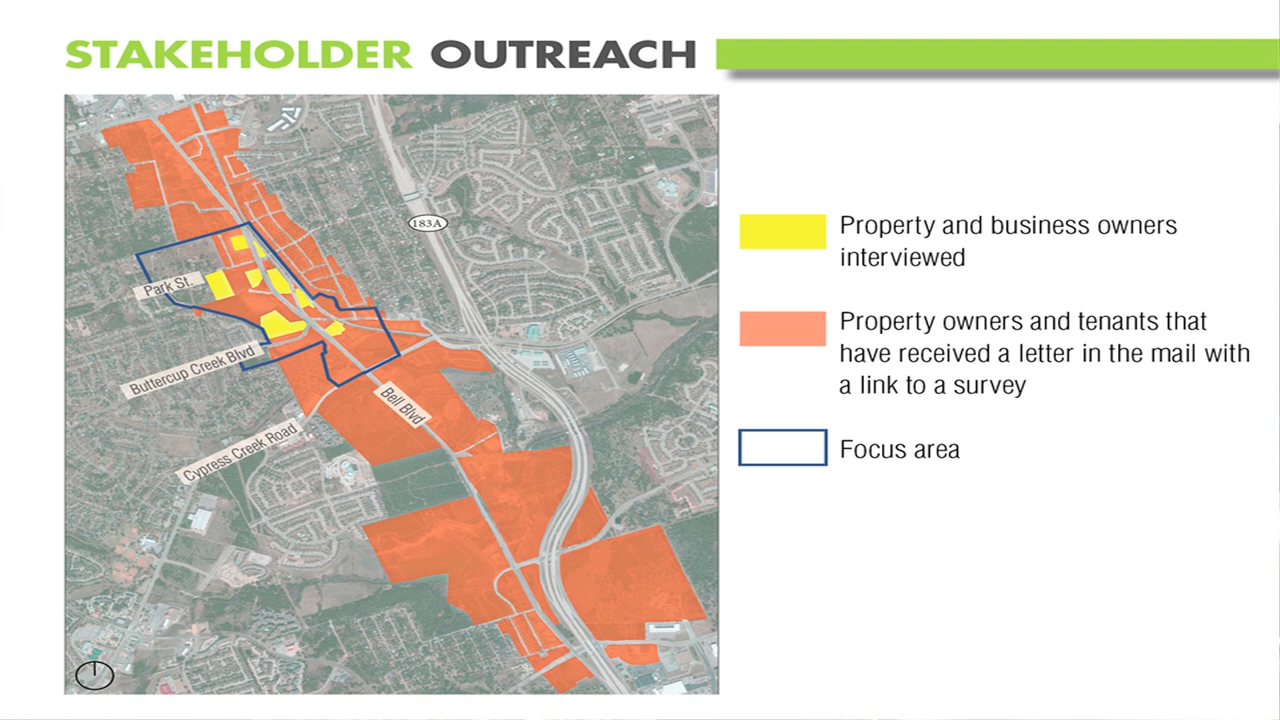 STAKEHOLDER OUTREACH
183A
Park St.
Buttercup Creek Blvd
Bell Blvd
Cypress Creek Road
Property and business owners
interviewed
Property owners and tenants that
have received a letter in the mail with
a link to a survey
Focus area